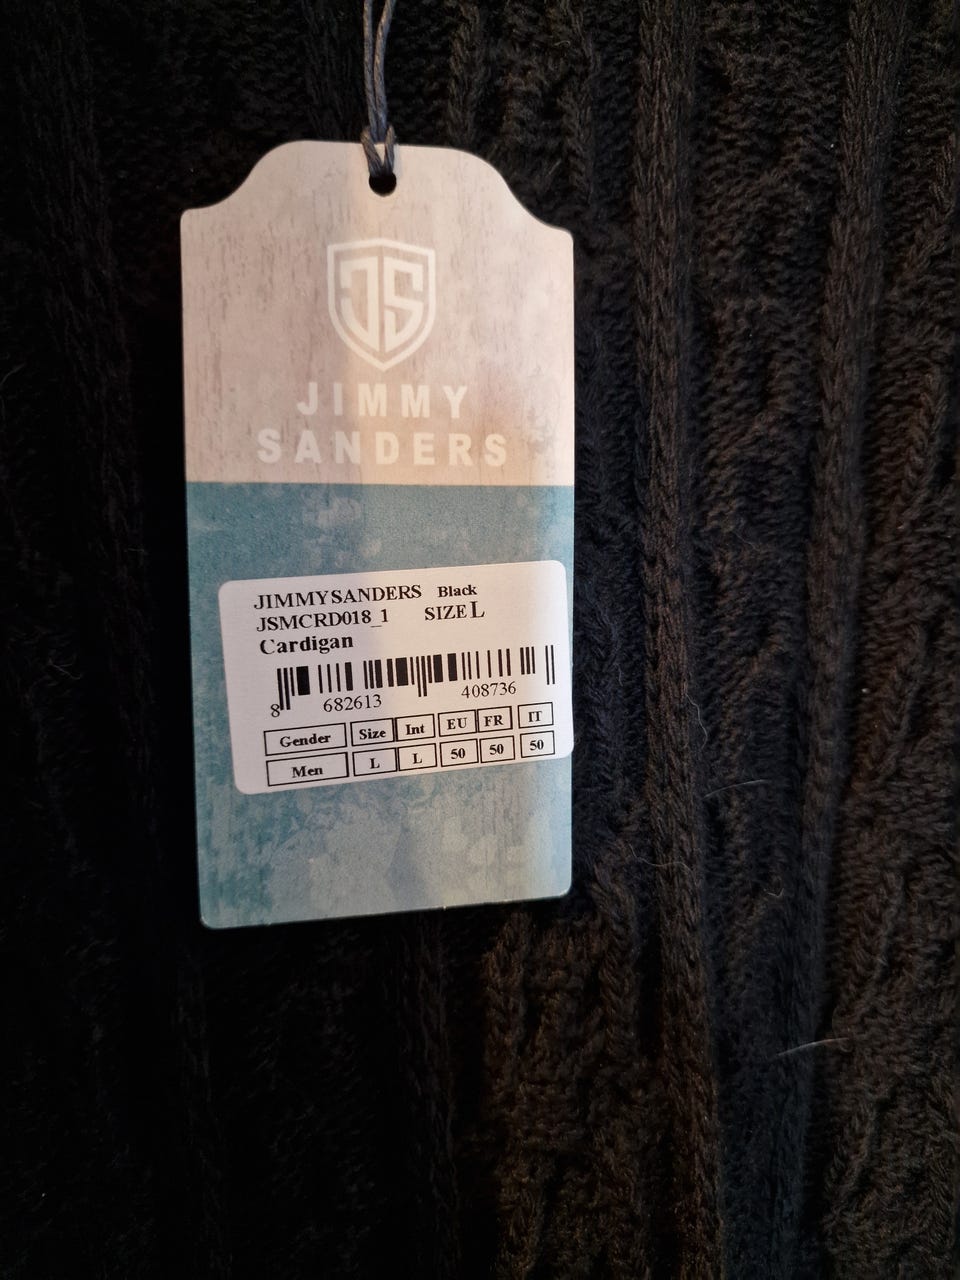 JS
JIMMY
SANDERS
JIMMYSANDERS Black
JSMCRD018_1 SIZE L
Cardigan
8 682613 408736
Gender Size Int EU FR IT
Men L L 50 50 50